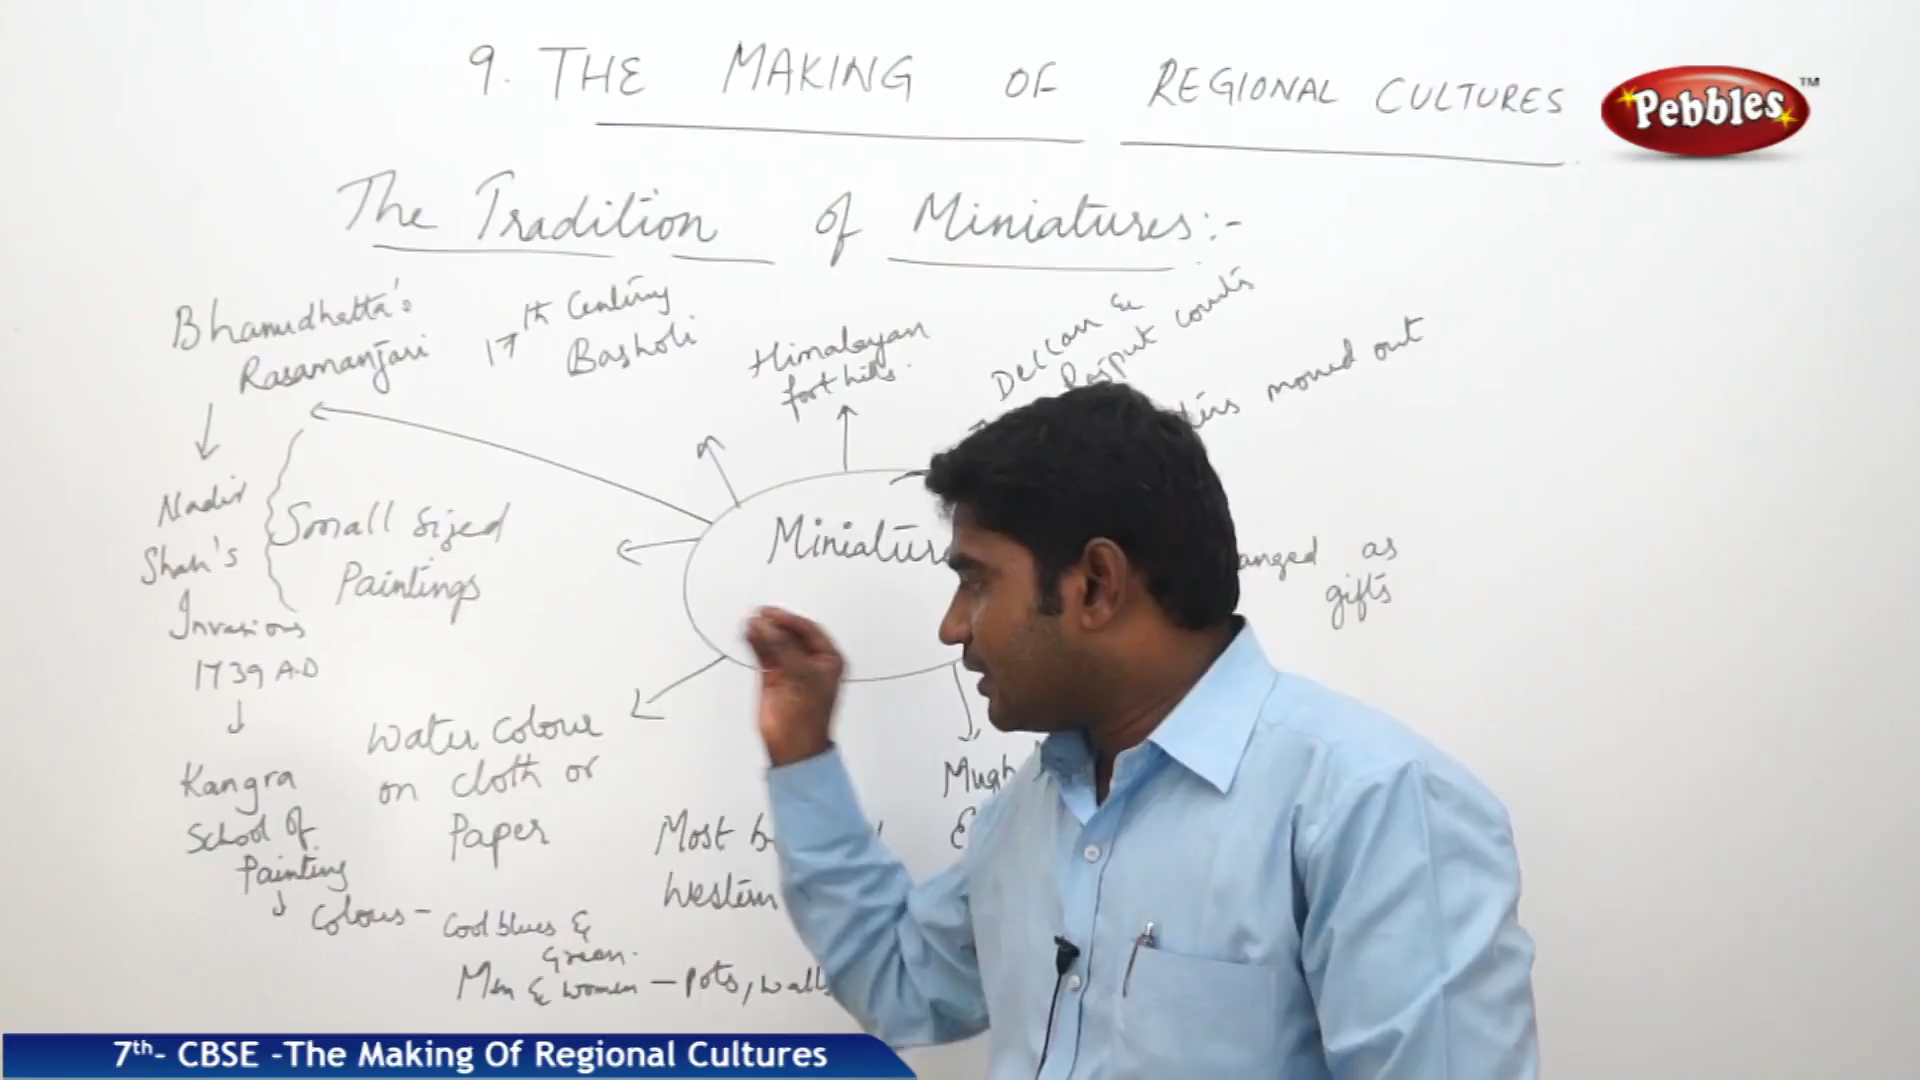 9. THE MAKING OF REGIONAL CULTURES
Pebbles TM
The Tradition of Miniatures:-
Bhanudhatta's
Rasamanjari
17th Century
Basholi
Himalayan
foot hills.
Deccan &
Rajput courts
moved out
Nadir
Shah's
Invasions
1739 A.D
Kangra
School Of
Painting
Colours - Cool blues &
Green.
Men & women - pots, walls
Small Sized
Paintings
Water Colour
on cloth or
Paper
Miniature
as
gifts
Most
Western
7th- CBSE -The Making Of Regional Cultures